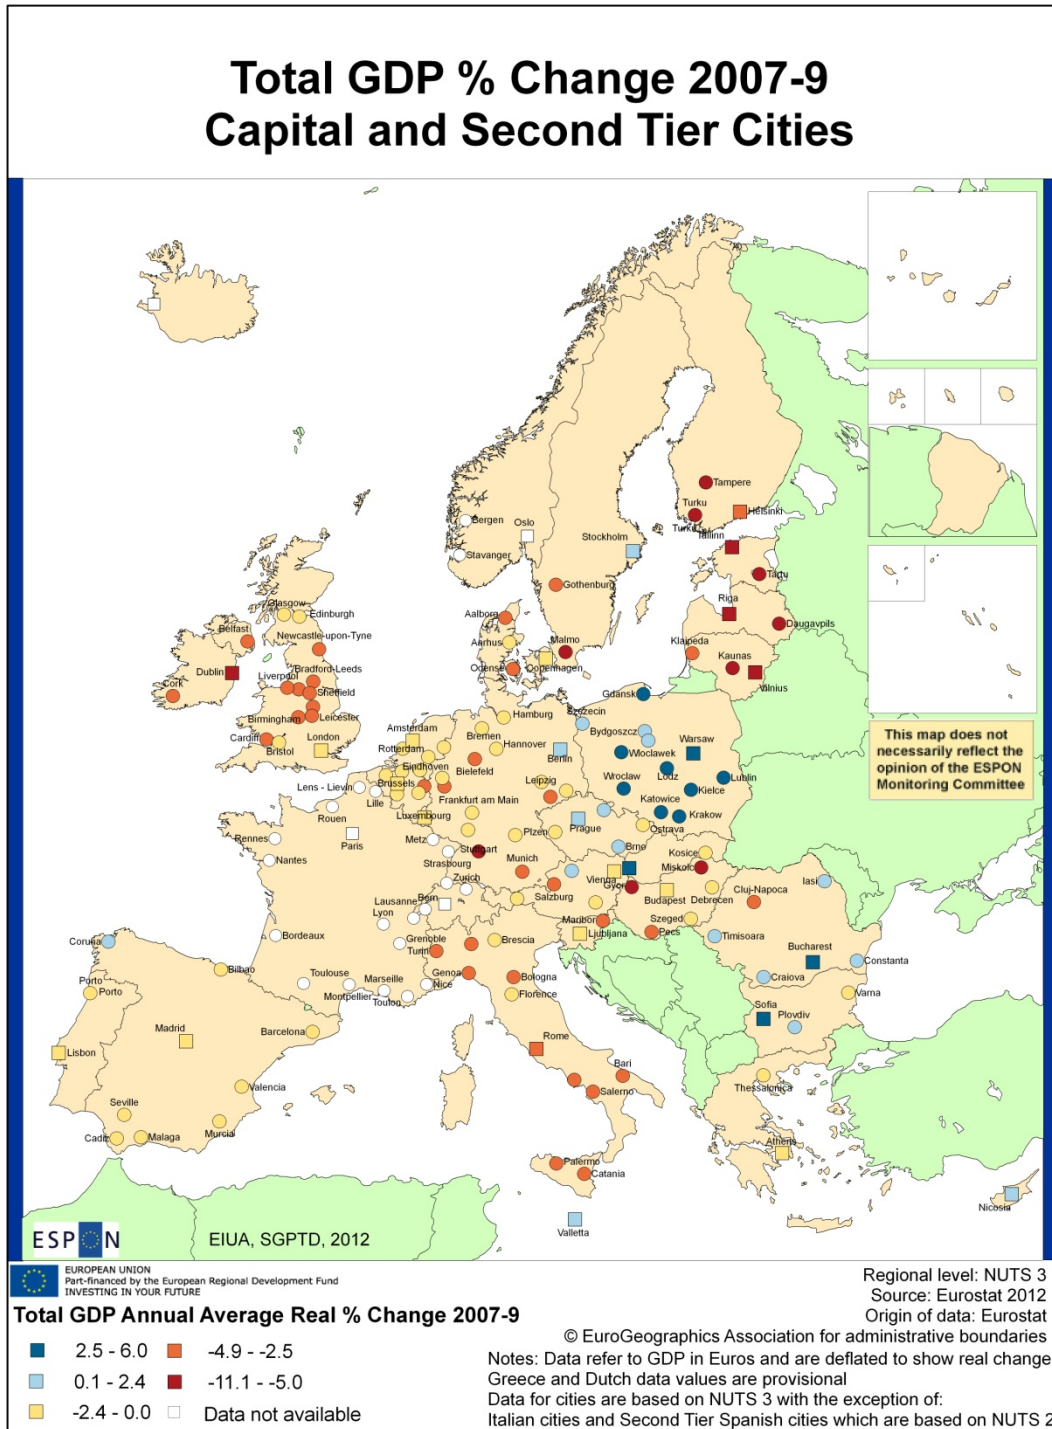 Total GDP % Change 2007-9
Capital and Second Tier Cities
Tampere
Turku
Helsinki
Turku
Tallinn
Bergen
Oslo
Stockholm
Stavanger
Tartu
Gothenburg
Riga
Glasgow
Edinburgh
Aalborg
Daugavpils
Belfast
Newcastle-upon-Tyne
Aarhus
Malmo
Klaipeda
Kaunas
Dublin
Bradford-Leeds
Odense
Copenhagen
Liverpool
Vilnius
Cork
Sheffield
Gdansk
Birmingham
Leicester
Hamburg
Szczecin
Cardiff
Bristol
London
Amsterdam
Bremen
Bydgoszcz
Warsaw
Rotterdam
Hannover
Berlin
Wloclawek
This map does not
necessarily reflect the
opinion of the ESPON
Monitoring Committee
Eindhoven
Bielefeld
Lodz
Lublin
Brussels
Leipzig
Wroclaw
Kielce
Lens - Lievin
Lille
Frankfurt am Main
Katowice
Krakow
Rouen
Luxembourg
Plzen
Prague
Ostrava
Rennes
Paris
Metz
Stuttgart
Brno
Kosice
Nantes
Strasbourg
Munich
Miskolc
Zurich
Vienna
Gyor
Iasi
Lausanne
Bern
Salzburg
Budapest
Debrecen
Cluj-Napoca
Lyon
Maribor
Szeged
Coruna
Bordeaux
Grenoble
Brescia
Ljubljana
Pecs
Timisoara
Turin
Bucharest
Bilbao
Toulouse
Marseille
Genoa
Bologna
Constanta
Porto
Nice
Craiova
Porto
Montpellier
Toulon
Florence
Varna
Sofia
Plovdiv
Madrid
Barcelona
Rome
Lisbon
Bari
Valencia
Salerno
Thessalonica
Seville
Cadiz
Malaga
Murcia
Athens
Palermo
Catania
Nicosia
Valletta
ESPON
EIUA, SGPTD, 2012
EUROPEAN UNION
Part-financed by the European Regional Development Fund
INVESTING IN YOUR FUTURE
Regional level: NUTS 3
Source: Eurostat 2012
Origin of data: Eurostat
© EuroGeographics Association for administrative boundaries
Total GDP Annual Average Real % Change 2007-9
2.5 - 6.0
-4.9 - -2.5
0.1 - 2.4
-11.1 - -5.0
-2.4 - 0.0
Data not available
Notes: Data refer to GDP in Euros and are deflated to show real change
Greece and Dutch data values are provisional
Data for cities are based on NUTS 3 with the exception of:
Italian cities and Second Tier Spanish cities which are based on NUTS 2